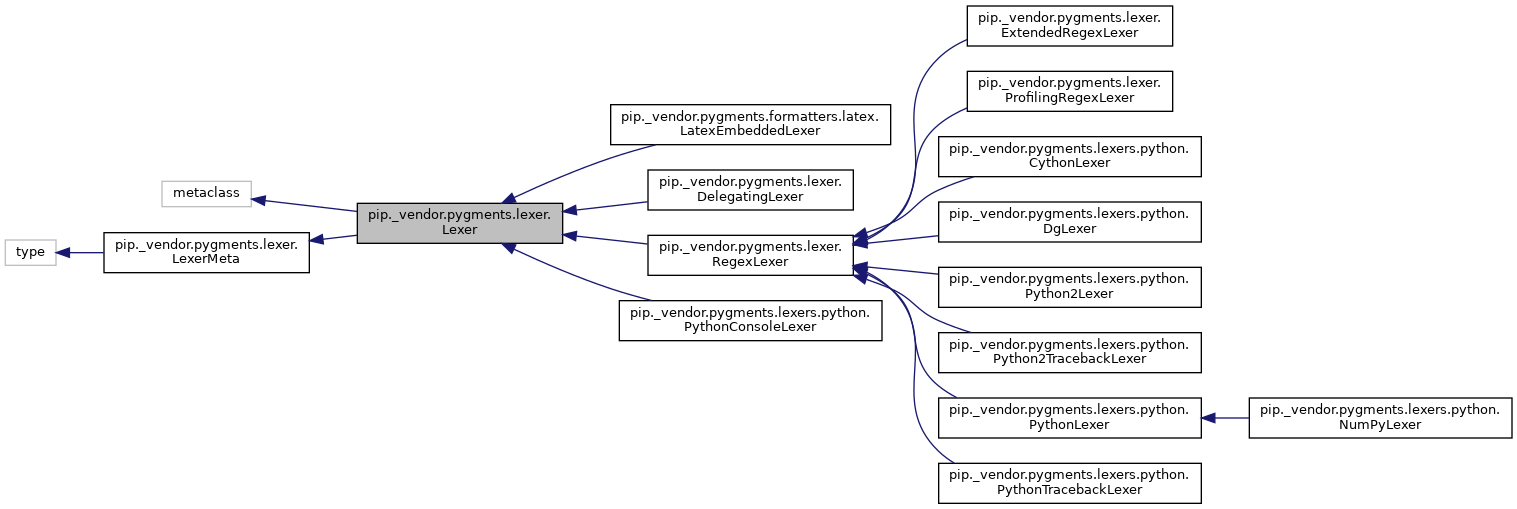 metaclass
type
pip._vendor.pygments.lexer.
LexerMeta
pip._vendor.pygments.lexer.
Lexer
pip._vendor.pygments.formatters.latex.
LatexEmbeddedLexer
pip._vendor.pygments.lexer.
DelegatingLexer
pip._vendor.pygments.lexer.
RegexLexer
pip._vendor.pygments.lexers.python.
PythonConsoleLexer
pip._vendor.pygments.lexer.
ExtendedRegexLexer
pip._vendor.pygments.lexer.
ProfilingRegexLexer
pip._vendor.pygments.lexers.python.
CythonLexer
pip._vendor.pygments.lexers.python.
DgLexer
pip._vendor.pygments.lexers.python.
Python2Lexer
pip._vendor.pygments.lexers.python.
Python2TracebackLexer
pip._vendor.pygments.lexers.python.
PythonLexer
pip._vendor.pygments.lexers.python.
PythonTracebackLexer
pip._vendor.pygments.lexers.python.
NumPyLexer